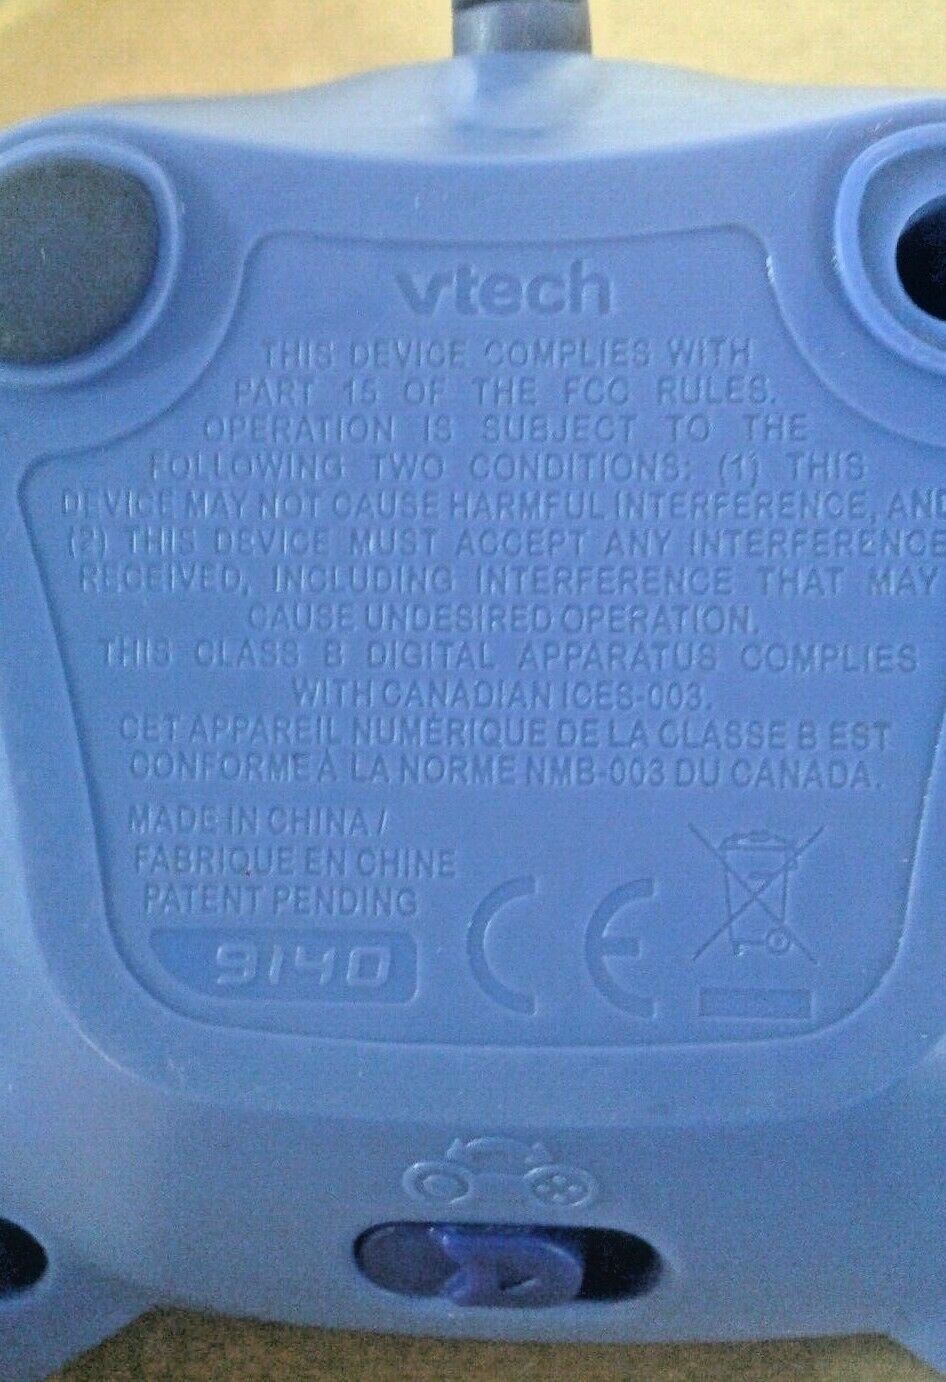 vtech
THIS DEVICE COMPLIES WITH
PART 15 OF THE FCC RULES.
OPERATION IS SUBJECT TO THE
FOLLOWING TWO CONDITIONS: (1) THIS
DEVICE MAY NOT CAUSE HARMFUL INTERFERENCE, AND
(2) THIS DEVICE MUST ACCEPT ANY INTERFERENCE
RECEIVED, INCLUDING INTERFERENCE THAT MAY
CAUSE UNDESIRED OPERATION.
THIS CLASS B DIGITAL APPARATUS COMPLIES
WITH CANADIAN ICES-003.
CET APPAREIL NUMÉRIQUE DE LA CLASSE B EST
CONFORME À LA NORME NMB-003 DU CANADA.
MADE IN CHINA /
FABRIQUE EN CHINE
PATENT PENDING
9140
CE